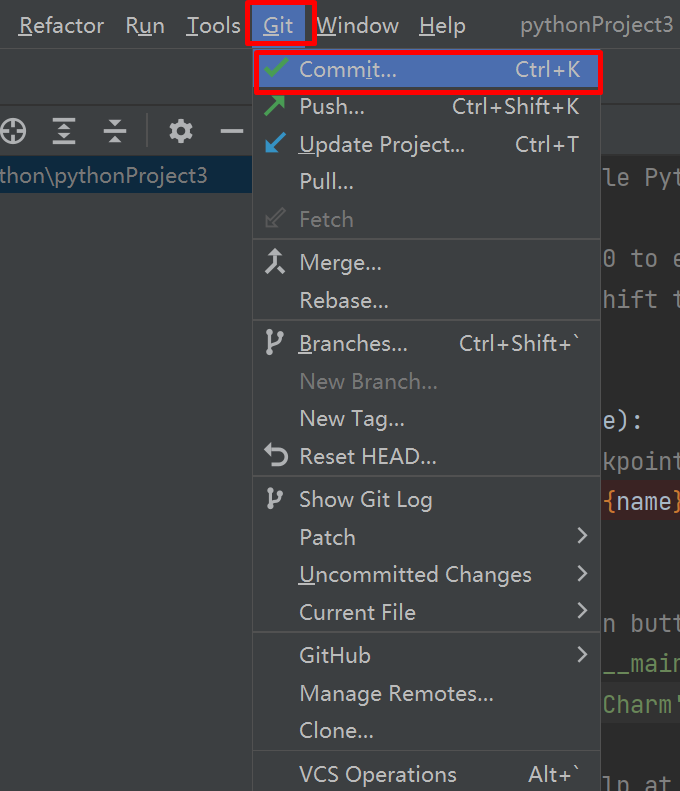 Refactor Run Tools Git Window Help pythonProject3
Commit... Ctrl+K
Push... Ctrl+Shift+K
Update Project... Ctrl+T
thon\pythonProject3
Pull...
le Pyt
Fetch
Merge...
0 to e
Rebase...
hift t
Branches... Ctrl+Shift+`
New Branch...
New Tag...
e):
Reset HEAD...
kpoint
Show Git Log
{name}
Patch
Uncommitted Changes
Current File
n butt
GitHub
__main
Manage Remotes...
Charm'
Clone...
VCS Operations Alt+`
lp at